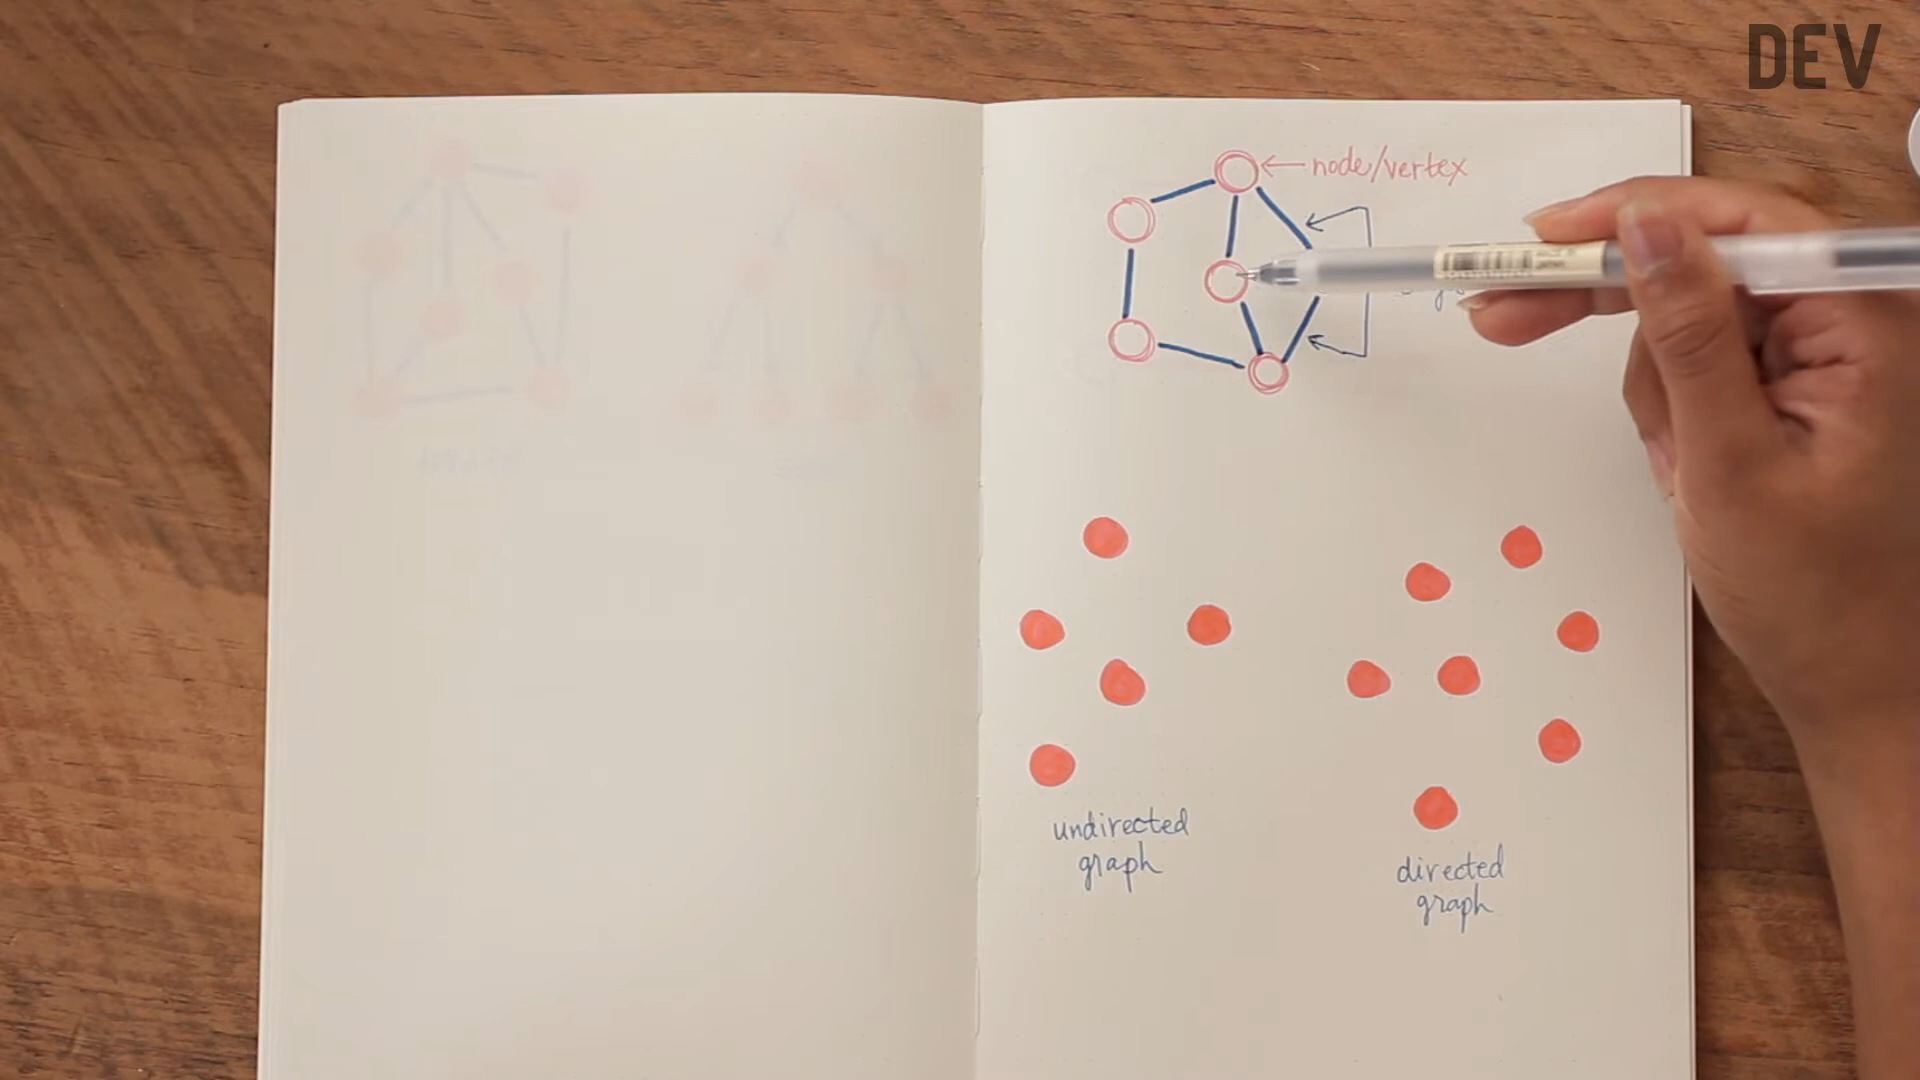 DEV
node/vertex
undirected
graph
directed
graph